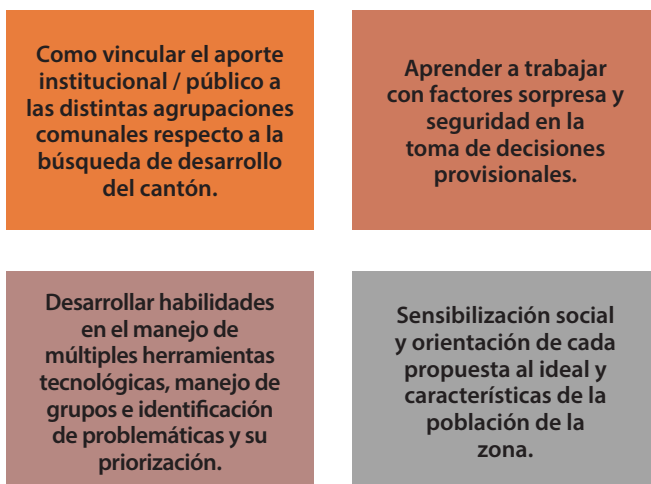 Como vincular el aporte
institucional / público a
las distintas agrupaciones
comunales respecto a la
búsqueda de desarrollo
del cantón.
Aprender a trabajar
con factores sorpresa y
seguridad en la
toma de decisiones
provisionales.
Desarrollar habilidades
en el manejo de
múltiples herramientas
tecnológicas, manejo de
grupos e identificación
de problemáticas y su
priorización.
Sensibilización social
y orientación de cada
propuesta al ideal y
características de la
población de la
zona.